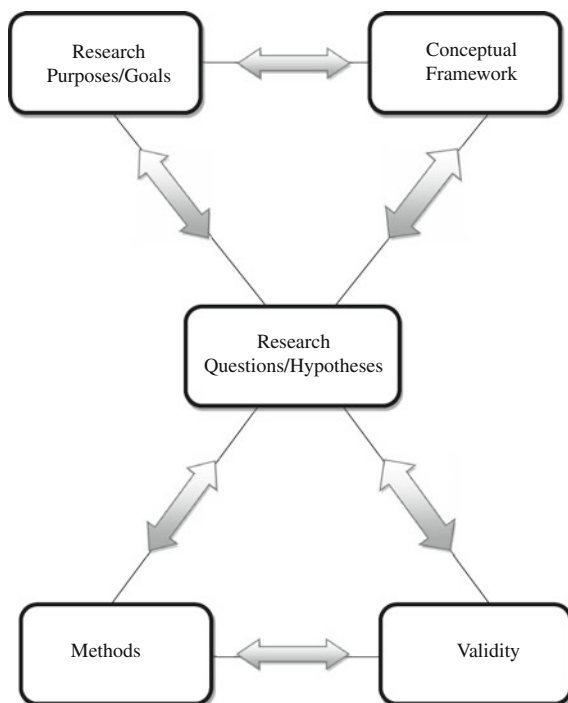 Research
Purposes/Goals
Conceptual
Framework
Research
Questions/Hypotheses
Methods
Validity